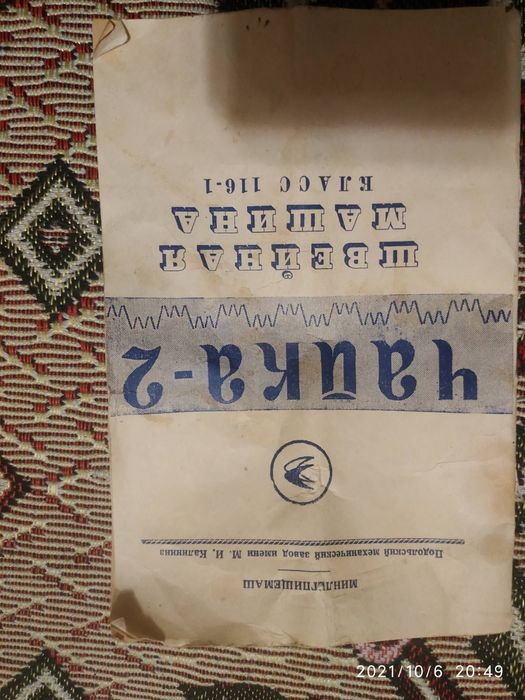 МИНЛЕГПИЩЕМАШ
Подольский механический завод имени М. И. Калинина
Чайка-2
ШВЕЙНАЯ
МАШИНА
КЛАСС 116-1
2021/10/6 20:49